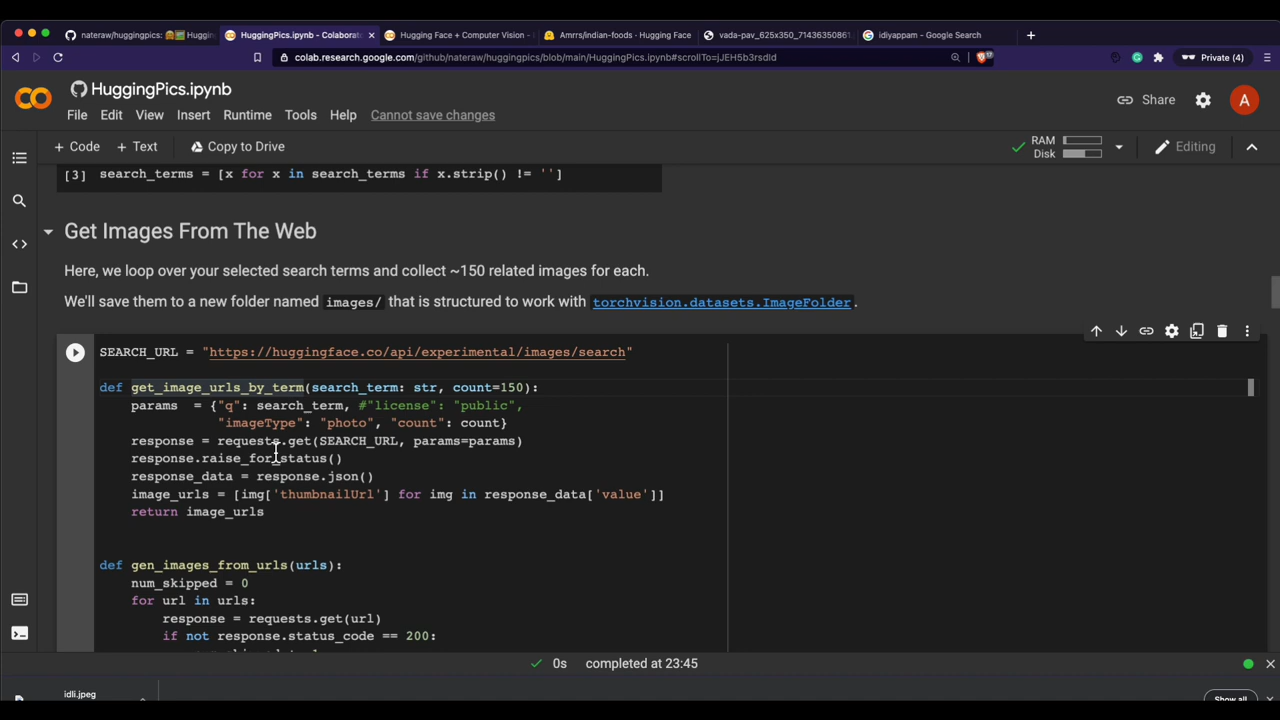 nateraw/huggingpics: 🤗🖼️ Hugging
HuggingPics.ipynb - Colaborat
Hugging Face + Computer Vision -
Amrrs/indian-foods · Hugging Face
vada-pav_625x350_71436350861
idiyappam - Google Search
colab.research.google.com/github/nateraw/huggingpics/blob/main/HuggingPics.ipynb#scrollTo=jJEH5b3rsdId
Private (4)
HuggingPics.ipynb
Share
A
File Edit View Insert Runtime Tools Help Cannot save changes
+ Code + Text Copy to Drive
RAM
Disk
Editing
[3] search_terms = [x for x in search_terms if x.strip() != '']
Get Images From The Web
Here, we loop over your selected search terms and collect ~150 related images for each.
We'll save them to a new folder named images/ that is structured to work with torchvision.datasets.ImageFolder.
SEARCH_URL = "https://huggingface.co/api/experimental/images/search"
def get_image_urls_by_term(search_term: str, count=150):
params = {"q": search_term, #"license": "public",
"imageType": "photo", "count": count}
response = requests.get(SEARCH_URL, params=params)
response.raise_for_status()
response_data = response.json()
image_urls = [img['thumbnailUrl'] for img in response_data['value']]
return image_urls
def gen_images_from_urls(urls):
num_skipped = 0
for url in urls:
response = requests.get(url)
if not response.status_code == 200:
0s completed at 23:45
idli.jpeg
Show all